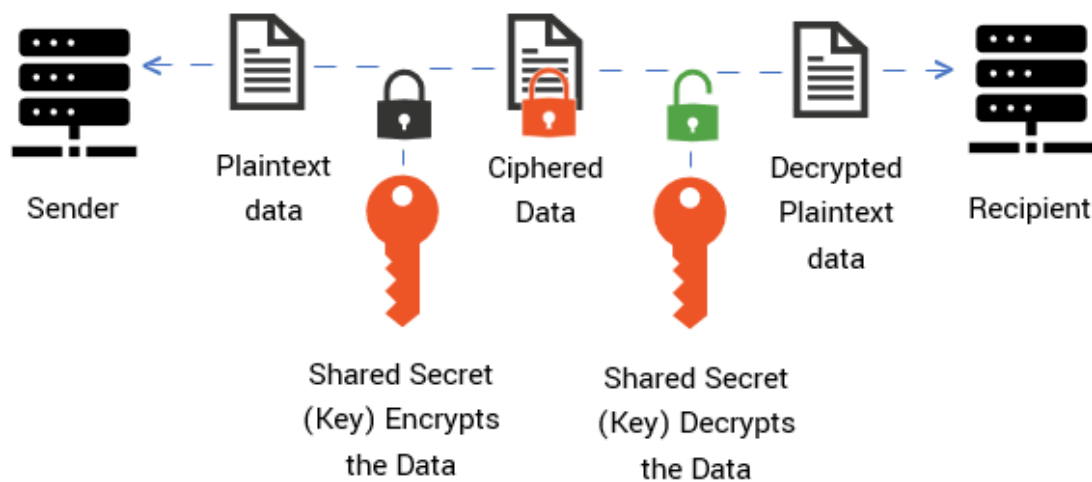 Sender
Plaintext
data
Ciphered
Data
Decrypted
Plaintext
data
Recipient
Shared Secret
(Key) Encrypts
the Data
Shared Secret
(Key) Decrypts
the Data